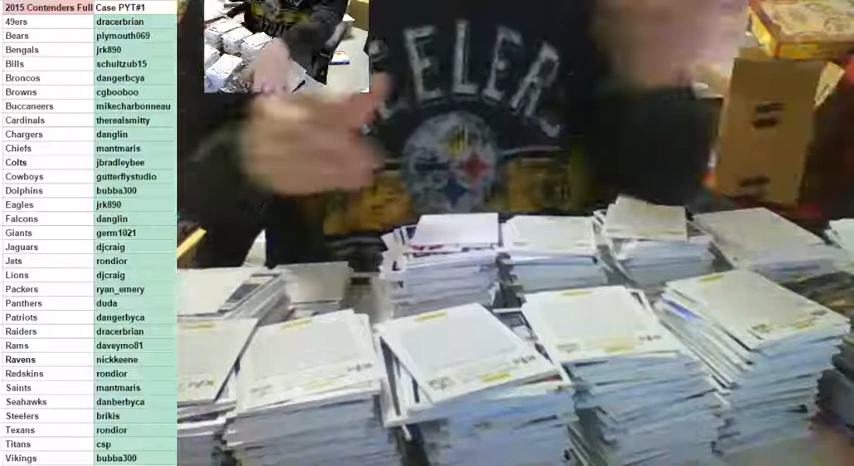 2015 Contenders Full Case PYT#1
49ers dracerbrian
Bears plymouth069
Bengals jrk890
Bills schultzub15
Broncos dangerbcya
Browns cgbooboo
Buccaneers mikecharbonneau
Cardinals therealsmitty
Chargers danglin
Chiefs mantmaris
Colts jbradleybee
Cowboys gutterflystudio
Dolphins bubba300
Eagles jrk890
Falcons danglin
Giants germ1021
Jaguars djcraig
Jets rondior
Lions djcraig
Packers ryan_emery
Panthers duda
Patriots dangerbyca
Raiders dracerbrian
Rams daveymo81
Ravens nickkeene
Redskins rondior
Saints mantmaris
Seahawks danberbyca
Steelers brikis
Texans rondior
Titans csp
Vikings bubba300
EELER